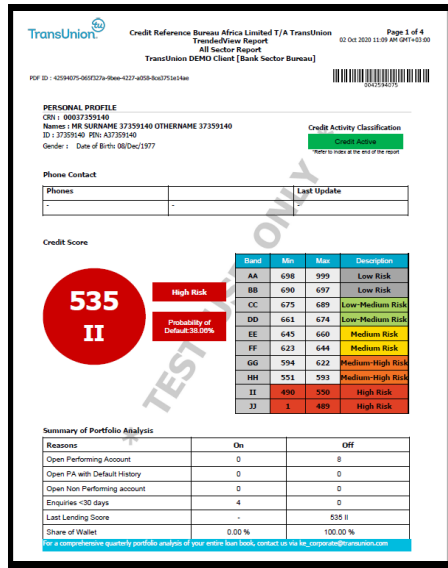 TransUnion tu
Credit Reference Bureau Africa Limited T/A TransUnion
TrendedView Report
All Sector Report
TransUnion DEMO Client [Bank Sector Bureau]
Page 1 of 4
02 Oct 2020 11:09 AM GMT+03:00
PDF ID : 42594075-065f327a-9bee-4227-a058-8ce3751e14ae
0042594075
PERSONAL PROFILE
CRN : 00037359140
Names : MR SURNAME 37359140 OTHERNAME 37359140
ID : 37359140 PIN: A37359140
Gender : Date of Birth: 08/Dec/1977
Credit Activity Classification
Credit Active
*Refer to index at the end of the report
Phone Contact
Phones Last Update
- - -
Credit Score
535
II
High Risk
Probability of
Default:38.06%
Band Min Max Description
AA 698 999 Low Risk
BB 690 697 Low Risk
CC 675 689 Low-Medium Risk
DD 661 674 Low-Medium Risk
EE 645 660 Medium Risk
FF 623 644 Medium Risk
GG 594 622 Medium-High Risk
HH 551 593 Medium-High Risk
II 490 550 High Risk
JJ 1 489 High Risk
Summary of Portfolio Analysis
Reasons On Off
Open Performing Account 0 8
Open PA with Default History 0 0
Open Non Performing account 0 0
Enquiries <30 days 4 0
Last Lending Score - 535 II
Share of Wallet 0.00 % 100.00 %
For a comprehensive quarterly portfolio analysis of your entire loan book, contact us via ke_corporate@transunion.com
* TEST USE ONLY *